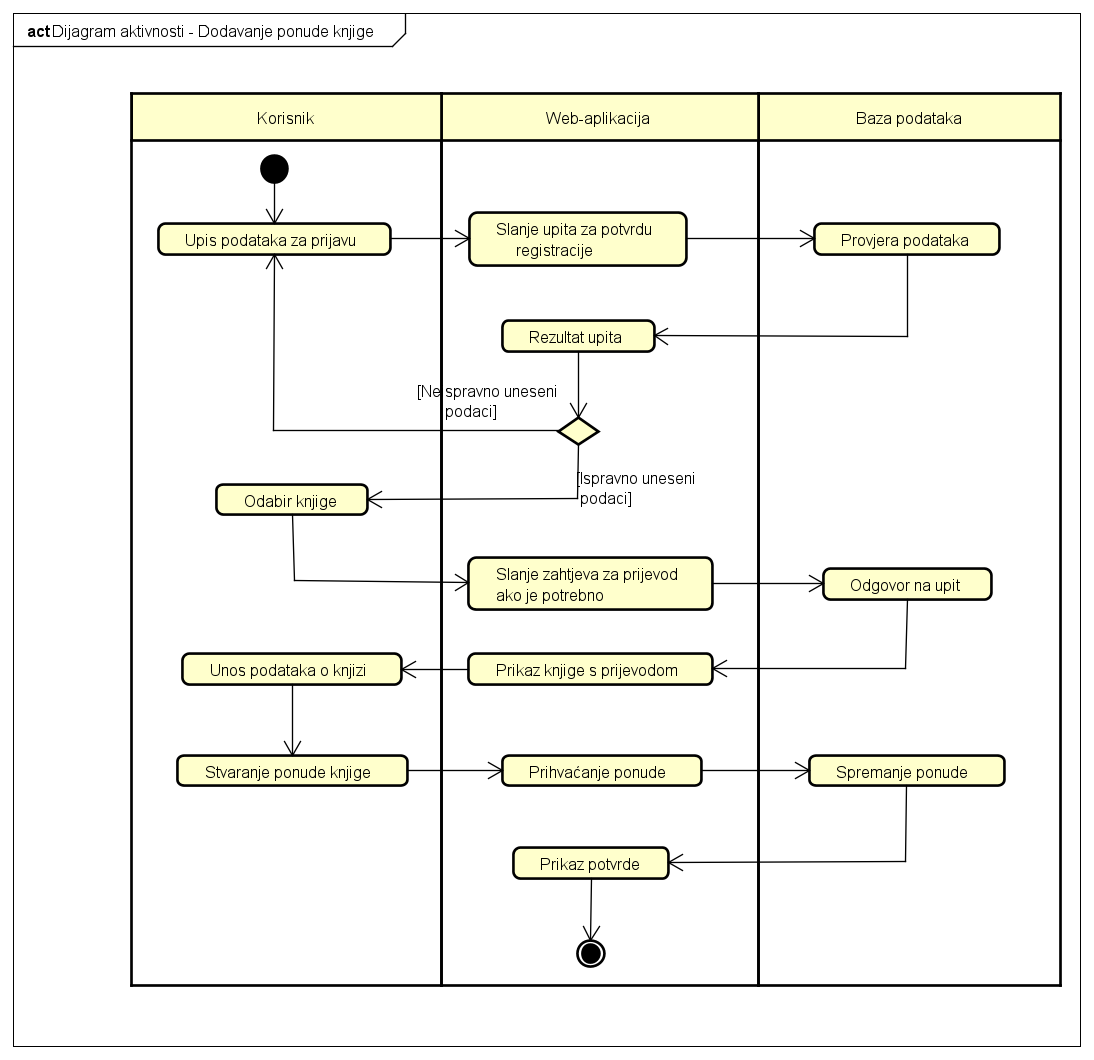 act Dijagram aktivnosti - Dodavanje ponude knjige
Korisnik
Web-aplikacija
Baza podataka
Upis podataka za prijavu
Slanje upita za potvrdu
registracije
Provjera podataka
Rezultat upita
[Ne spravno uneseni
podaci]
[Ispravno uneseni
podaci]
Odabir knjige
Slanje zahtjeva za prijevod
ako je potrebno
Odgovor na upit
Unos podataka o knjizi
Prikaz knjige s prijevodom
Stvaranje ponude knjige
Prihvaćanje ponude
Spremanje ponude
Prikaz potvrde